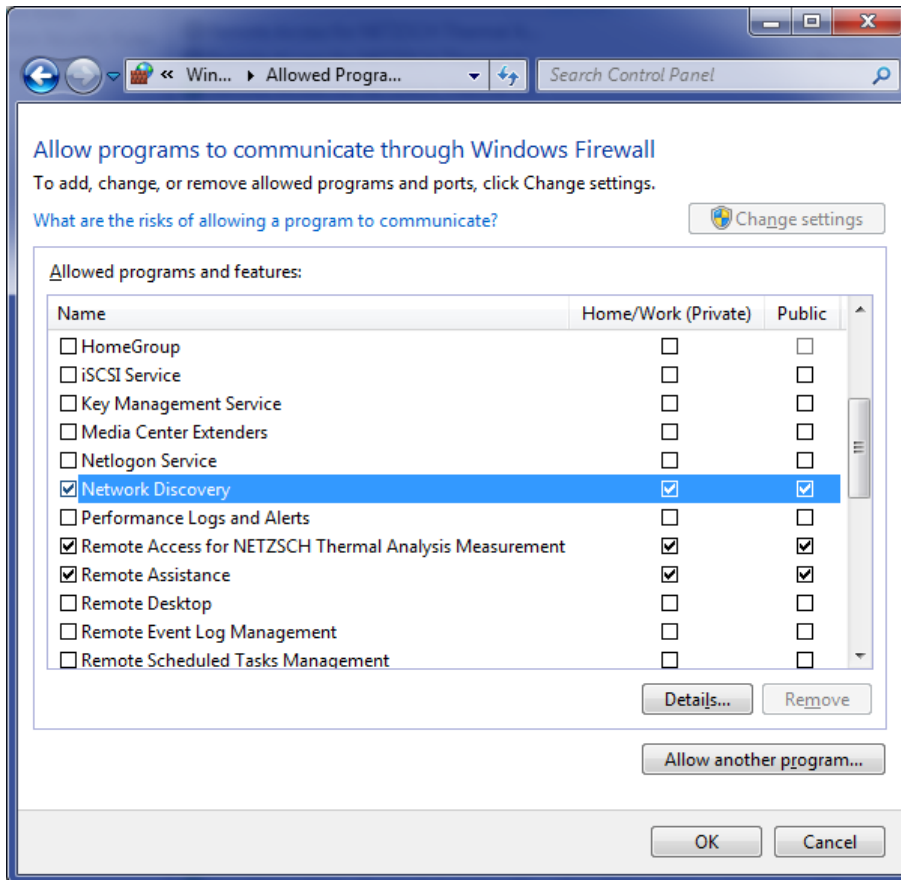 « Win... Allowed Progra... Search Control Panel
Allow programs to communicate through Windows Firewall
To add, change, or remove allowed programs and ports, click Change settings.
What are the risks of allowing a program to communicate? Change settings
Allowed programs and features:
Name Home/Work (Private) Public
HomeGroup
iSCSI Service
Key Management Service
Media Center Extenders
Netlogon Service
Network Discovery
Performance Logs and Alerts
Remote Access for NETZSCH Thermal Analysis Measurement
Remote Assistance
Remote Desktop
Remote Event Log Management
Remote Scheduled Tasks Management
Details... Remove
Allow another program...
OK Cancel